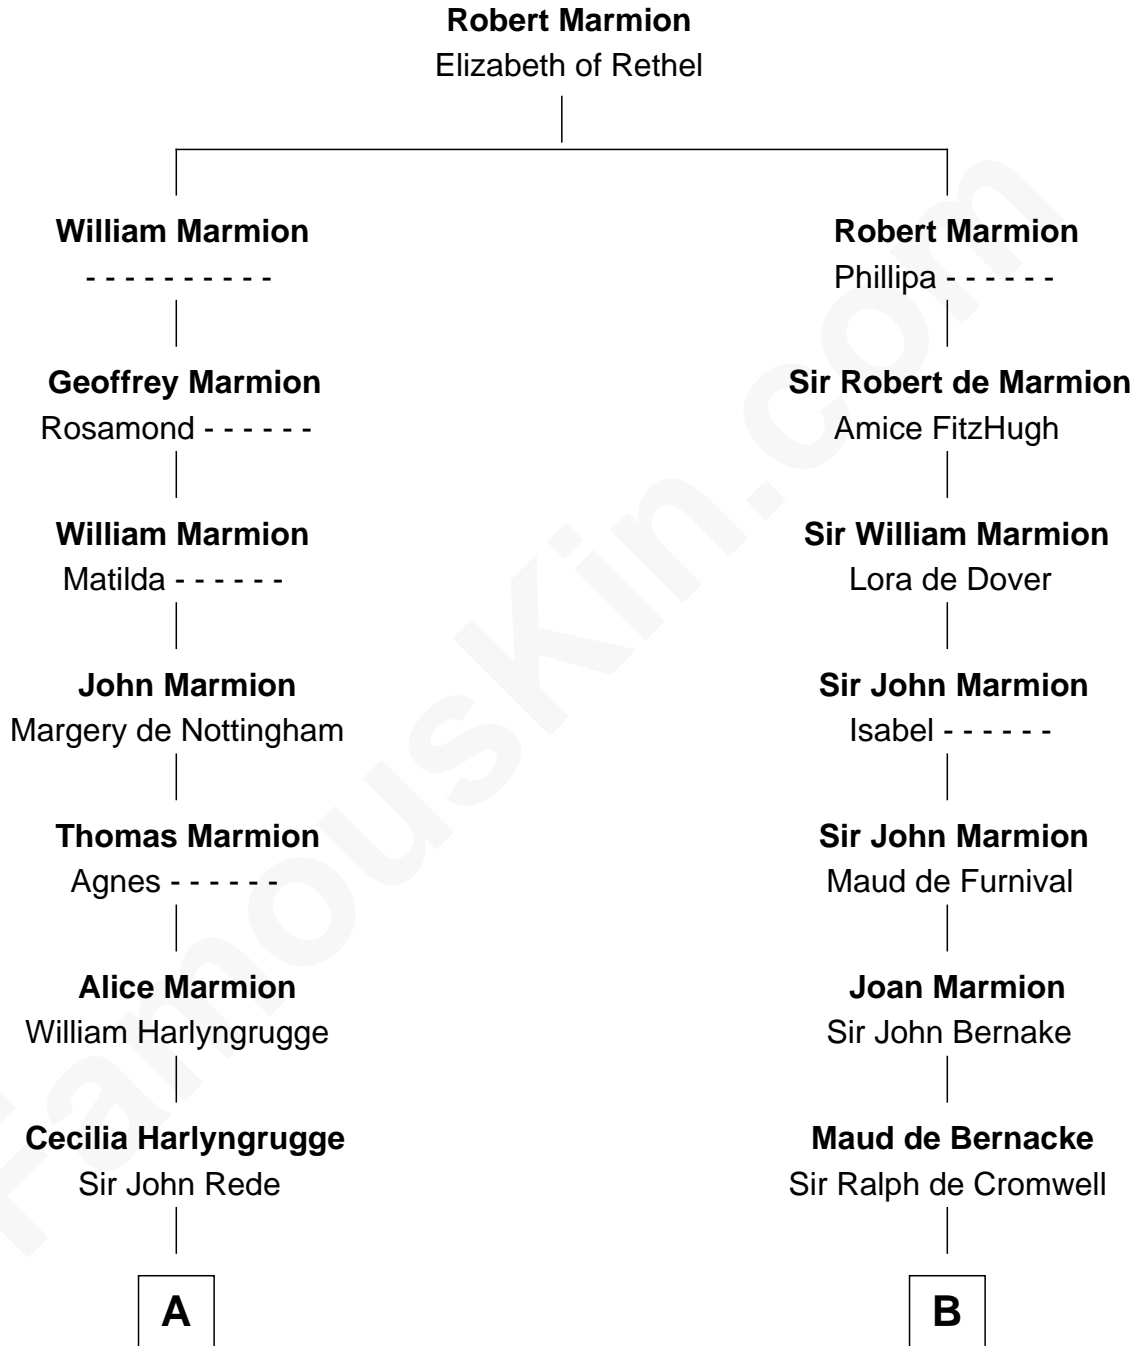 Robert Marmion
Elizabeth of Rethel
William Marmion
- - - - - - - - - -
Robert Marmion
Phillipa - - - - - -
Geoffrey Marmion
Rosamond - - - - - -
Sir Robert de Marmion
Amice FitzHugh
William Marmion
Matilda - - - - - -
Sir William Marmion
Lora de Dover
John Marmion
Margery de Nottingham
Sir John Marmion
Isabel - - - - - -
Thomas Marmion
Agnes - - - - - -
Sir John Marmion
Maud de Furnival
Alice Marmion
William Harlyngrugge
Joan Marmion
Sir John Bernake
Cecilia Harlyngrugge
Sir John Rede
Maud de Bernacke
Sir Ralph de Cromwell
A
B
FamousKin.com